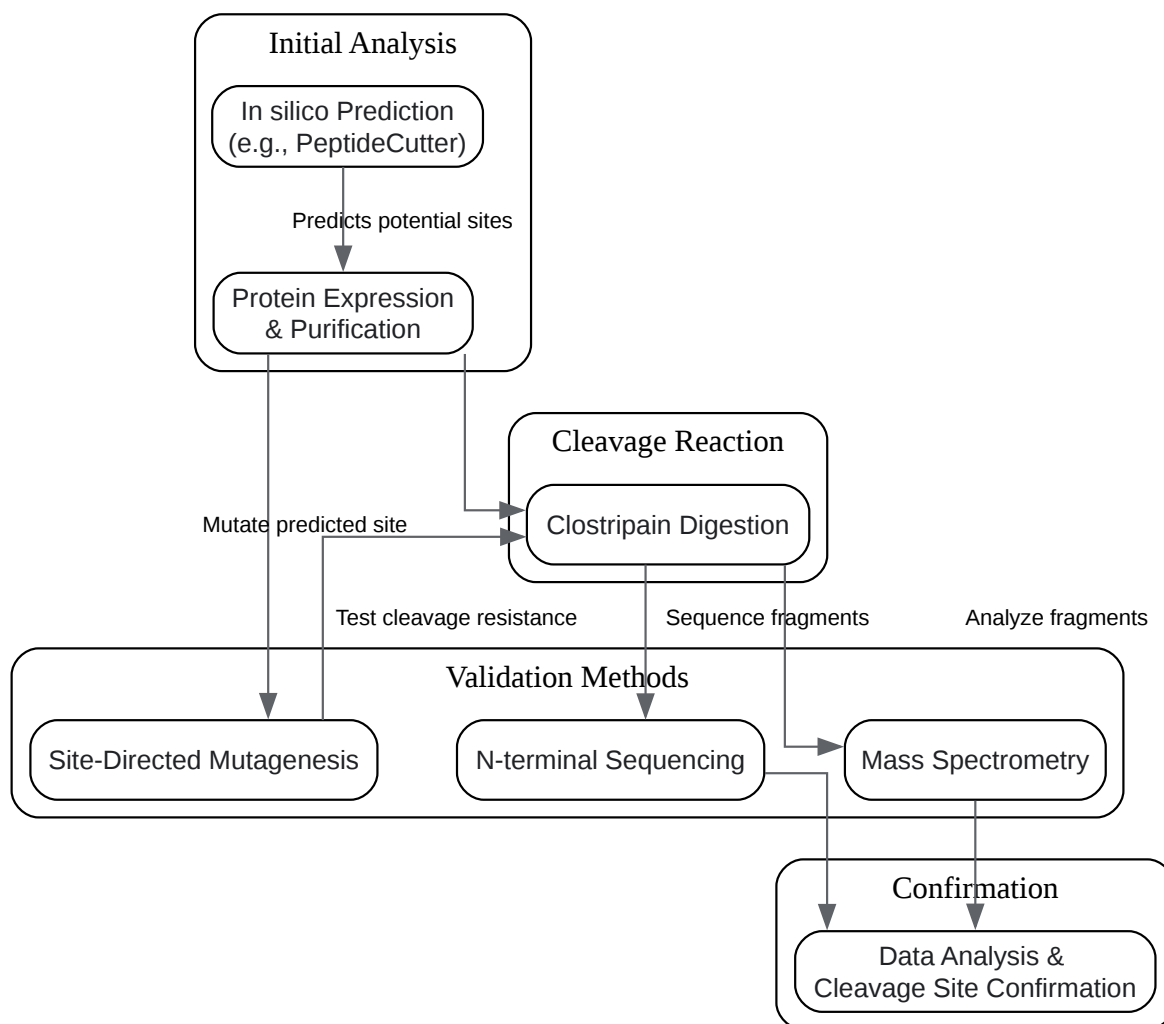 Initial Analysis
In silico Prediction
(e.g., PeptideCutter)
Predicts potential sites
Protein Expression
& Purification
Cleavage Reaction
Clostripain Digestion
Mutate predicted site
Test cleavage resistance
Sequence fragments
Analyze fragments
Validation Methods
Site-Directed Mutagenesis
N-terminal Sequencing
Mass Spectrometry
Confirmation
Data Analysis &
Cleavage Site Confirmation